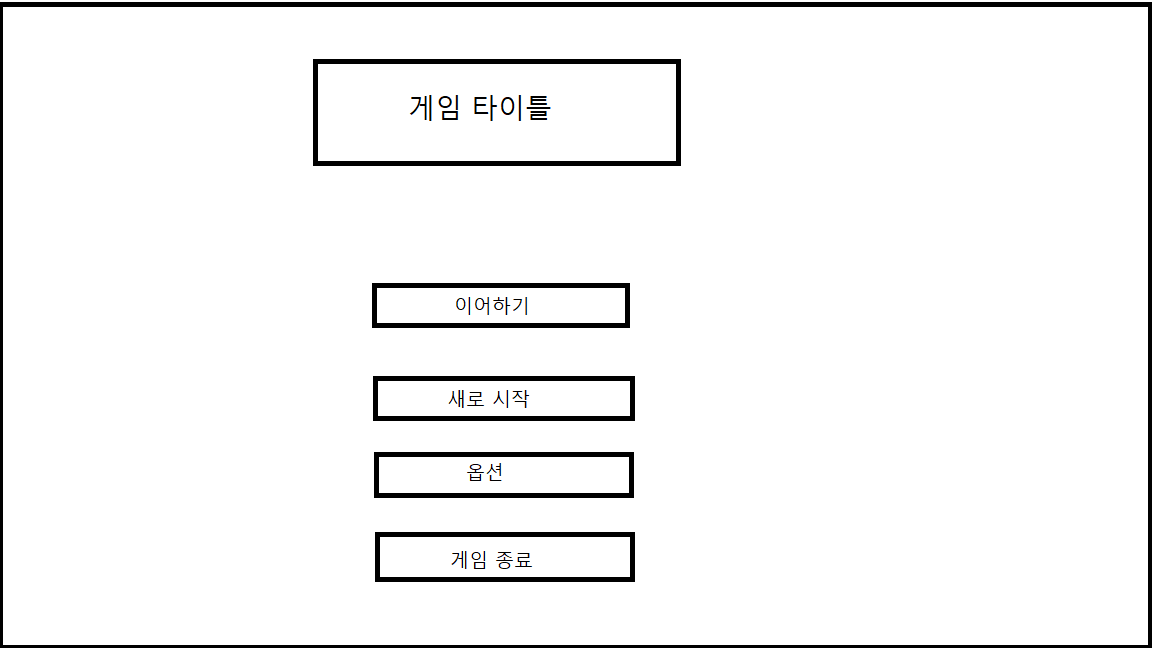 게임 타이틀
이어하기
새로 시작
옵션
게임 종료